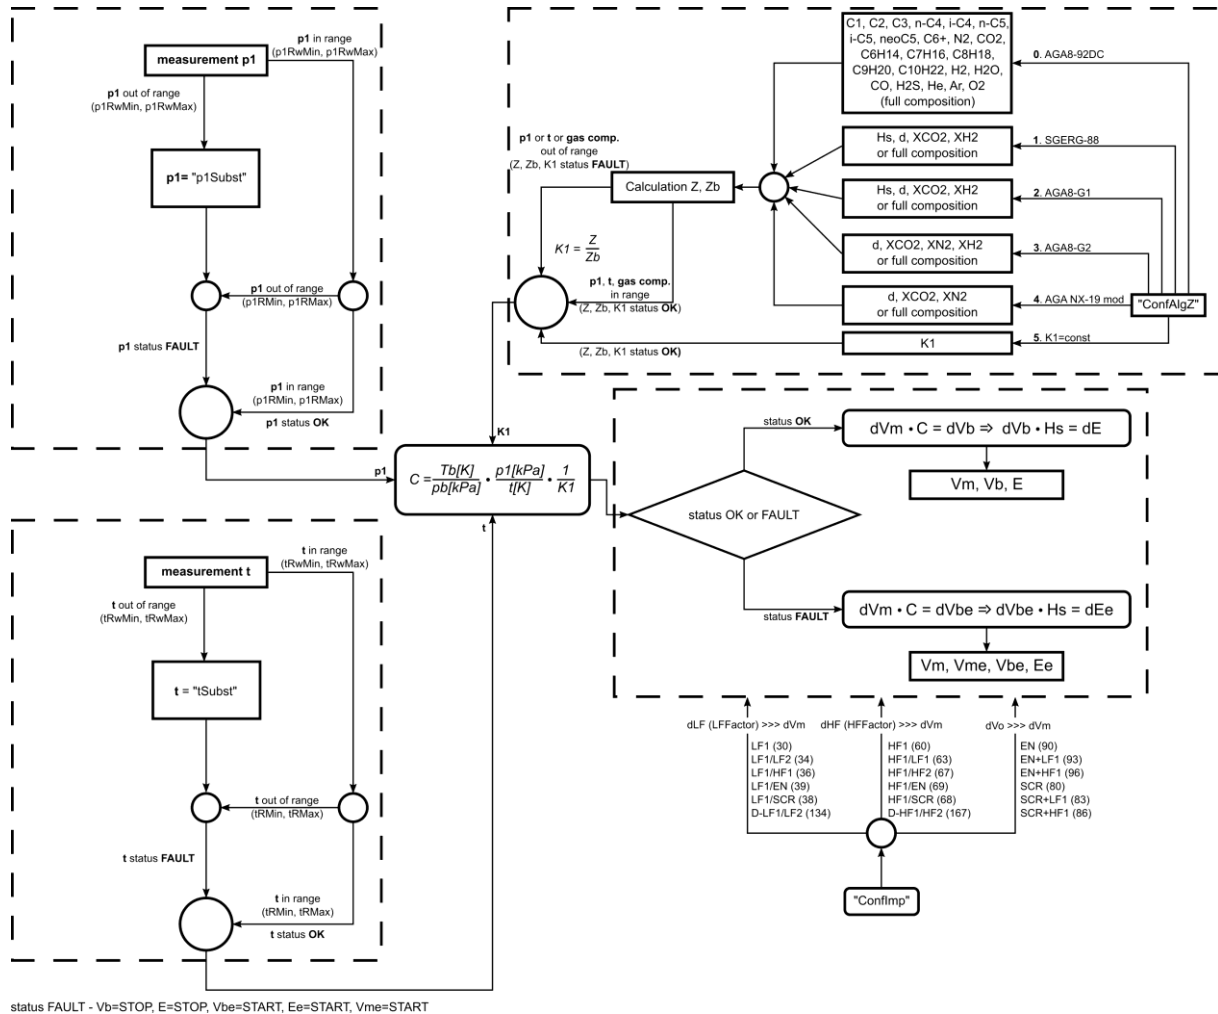 p1 in range
(p1RwMin, p1RwMax)
measurement p1
p1 out of range
(p1RwMin, p1RwMax)
p1= "p1Subst"
p1 out of range
(p1RMin, p1RMax)
p1 status FAULT
p1 in range
(p1RMin, p1RMax)
p1 status OK
C1, C2, C3, n-C4, i-C4, n-C5,
i-C5, neoC5, C6+, N2, CO2,
C6H14, C7H16, C8H18,
C9H20, C10H22, H2, H2O,
CO, H2S, He, Ar, O2
(full composition)
0. AGA8-92DC
p1 or t or gas comp.
out of range
(Z, Zb, K1 status FAULT)
Hs, d, XCO2, XH2
or full composition
1. SGERG-88
Calculation Z, Zb
Hs, d, XCO2, XH2
or full composition
2. AGA8-G1
K1 = Z
Zb
d, XCO2, XN2, XH2
or full composition
3. AGA8-G2
p1, t, gas comp.
in range
(Z, Zb, K1 status OK)
d, XCO2, XN2
or full composition
4. AGA NX-19 mod
"ConfAlgZ"
(Z, Zb, K1 status OK)
K1
5. K1=const
K1
p1
C = Tb[K] • p1[kPa] • 1
pb[kPa] t[K] K1
t
status OK
dVm • C = dVb ⇒ dVb • Hs = dE
Vm, Vb, E
status OK or FAULT
status FAULT
dVm • C = dVbe ⇒ dVbe • Hs = dEe
Vm, Vme, Vbe, Ee
t in range
(tRwMin, tRwMax)
measurement t
t out of range
(tRwMin, tRwMax)
t = "tSubst"
t out of range
(tRMin, tRMax)
t status FAULT
t in range
(tRMin, tRMax)
t status OK
dLF (LFFactor) >>> dVm
LF1 (30)
LF1/LF2 (34)
LF1/HF1 (36)
LF1/EN (39)
LF1/SCR (38)
D-LF1/LF2 (134)
dHF (HFFactor) >>> dVm
HF1 (60)
HF1/LF1 (63)
HF1/HF2 (67)
HF1/EN (69)
HF1/SCR (68)
D-HF1/HF2 (167)
dVo >>> dVm
EN (90)
EN+LF1 (93)
EN+HF1 (96)
SCR (80)
SCR+LF1 (83)
SCR+HF1 (86)
"ConfImp"
status FAULT - Vb=STOP, E=STOP, Vbe=START, Ee=START, Vme=START